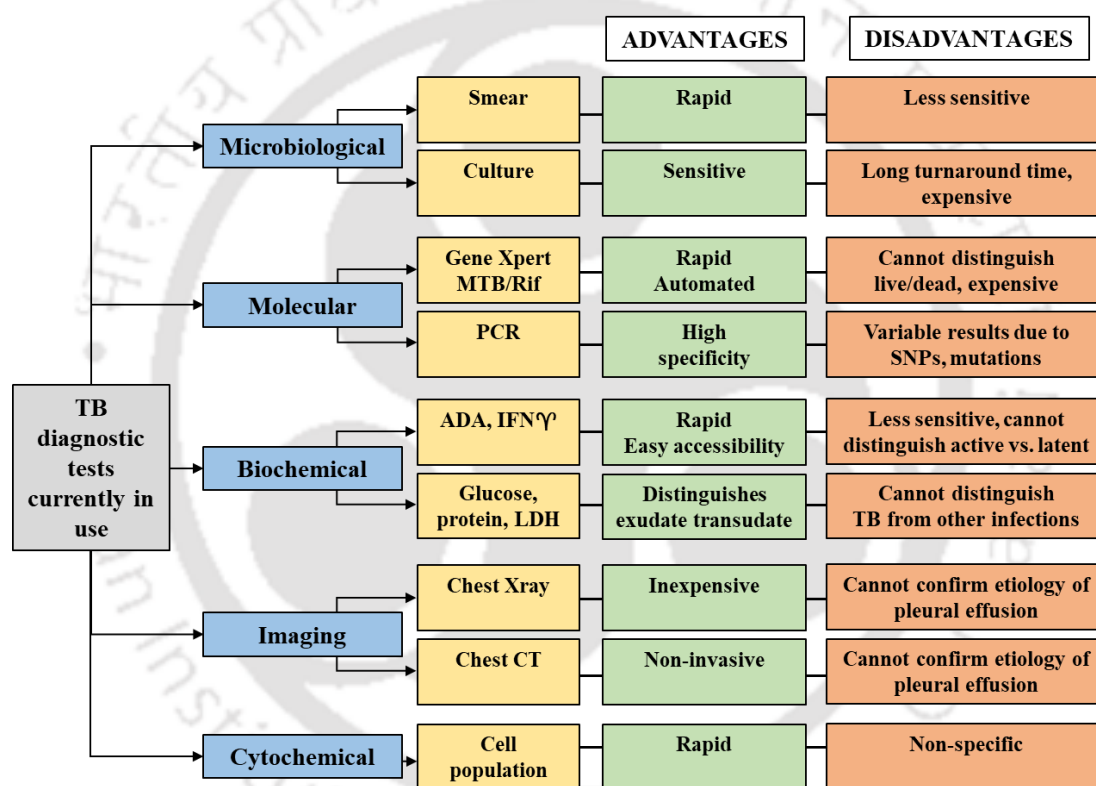 ADVANTAGES
DISADVANTAGES
Smear
Rapid
Less sensitive
Microbiological
Culture
Sensitive
Long turnaround time,
expensive
Gene Xpert
MTB/Rif
Rapid
Automated
Cannot distinguish
live/dead, expensive
Molecular
PCR
High
specificity
Variable results due to
SNPs, mutations
TB
diagnostic
tests
currently in
use
ADA, IFNϒ
Rapid
Easy accessibility
Less sensitive, cannot
distinguish active vs. latent
Biochemical
Glucose,
protein, LDH
Distinguishes
exudate transudate
Cannot distinguish
TB from other infections
Chest Xray
Inexpensive
Cannot confirm etiology of
pleural effusion
Imaging
Chest CT
Non-invasive
Cannot confirm etiology of
pleural effusion
Cytochemical
Cell
population
Rapid
Non-specific